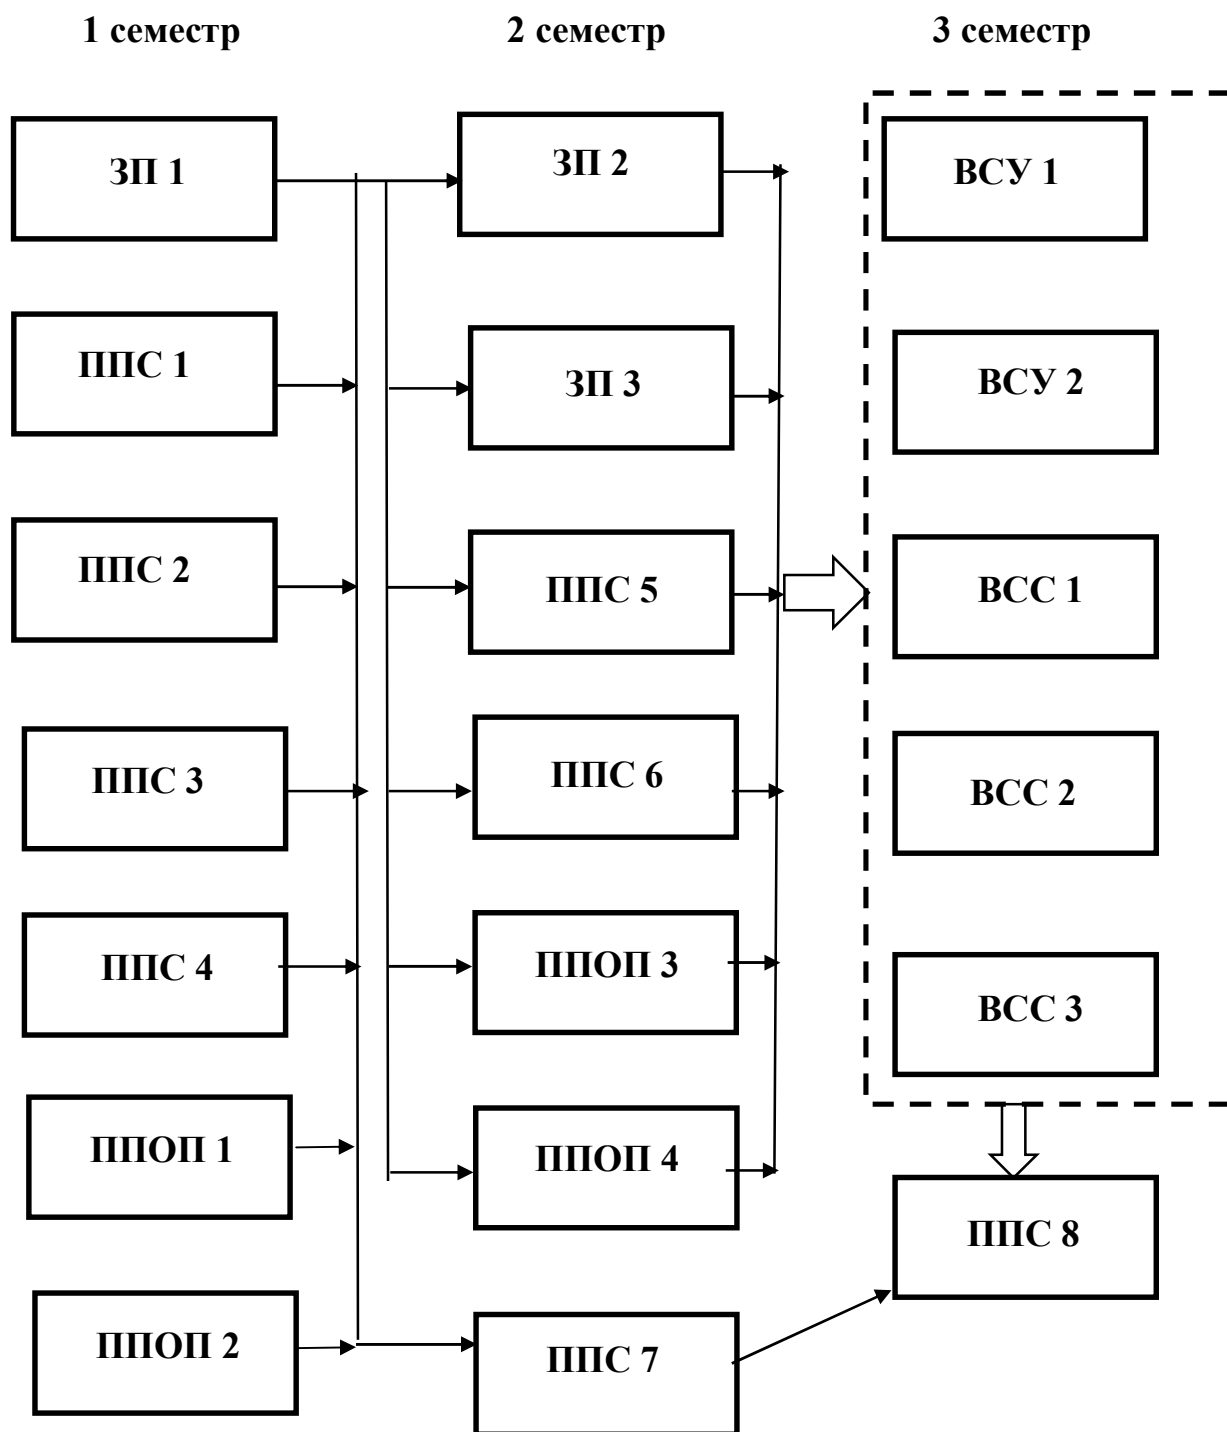 1 семестр
2 семестр
3 семестр
ЗП 1
ЗП 2
ВСУ 1
ППС 1
ЗП 3
ВСУ 2
ППС 2
ППС 5
ВСС 1
ППС 3
ППС 6
ВСС 2
ППС 4
ППОП 3
ВСС 3
ППОП 1
ППОП 4
ППС 8
ППОП 2
ППС 7